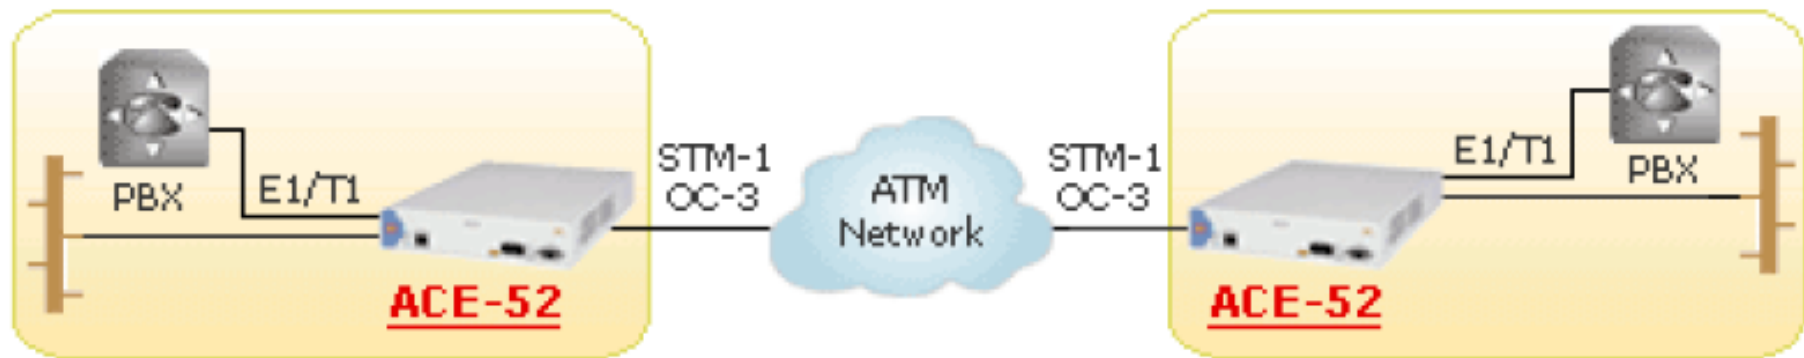 PBX
E1/T1
ACE-52
STM-1
OC-3
ATM
Network
STM-1
OC-3
ACE-52
E1/T1
PBX